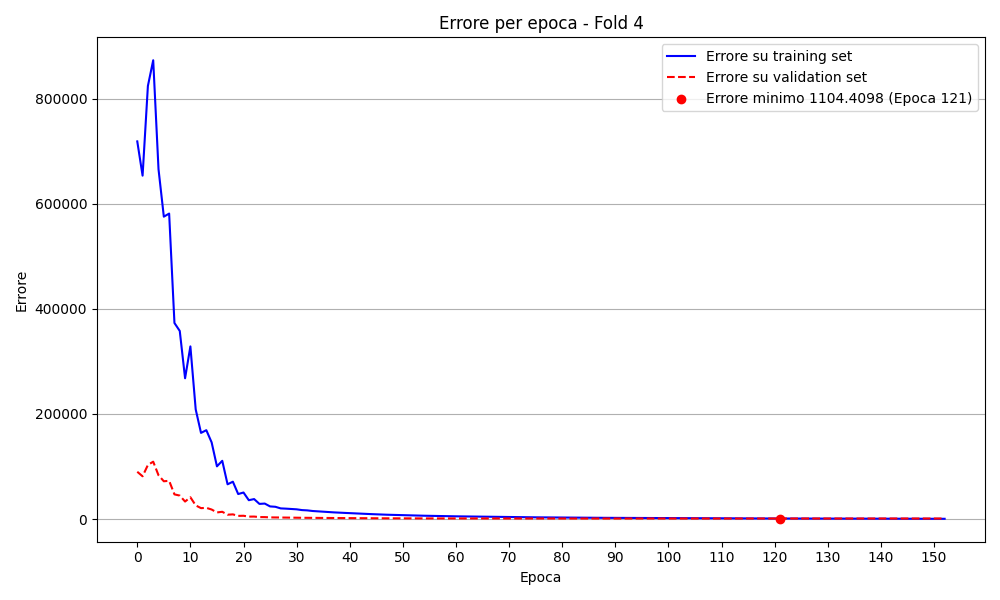 Errore per epoca - Fold 4
Errore su training set
Errore su validation set
Errore minimo 1104.4098 (Epoca 121)
Errore
800000
600000
400000
200000
0
0 10 20 30 40 50 60 70 80 90 100 110 120 130 140 150
Epoca